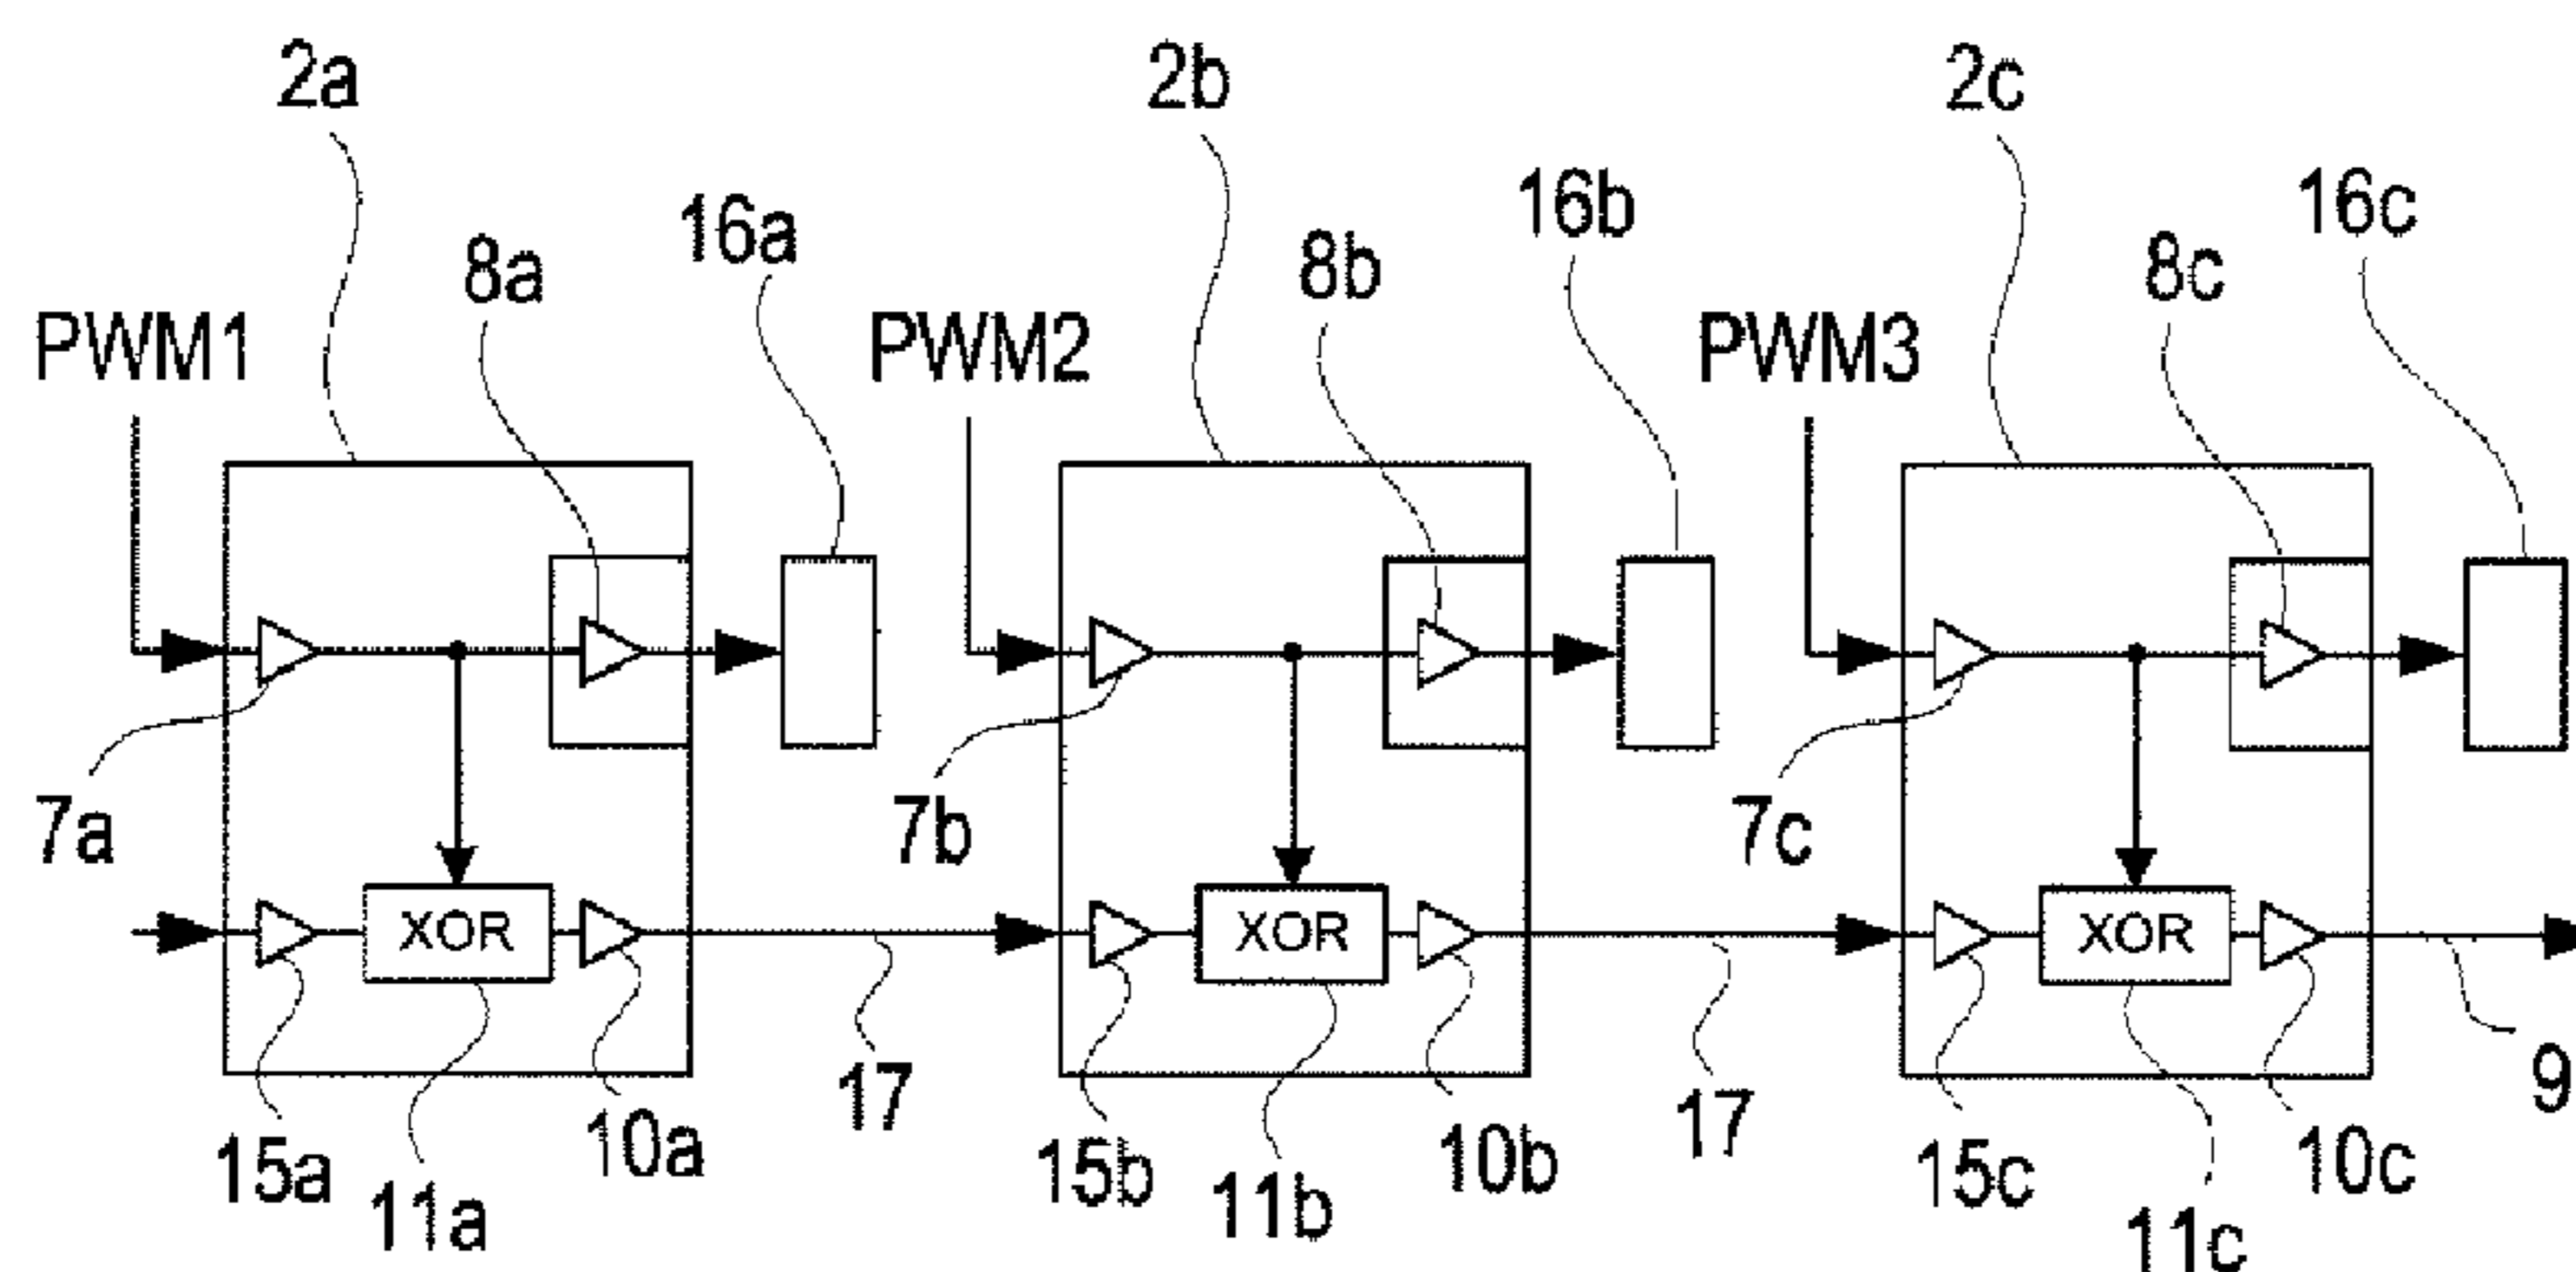 2a 2b 2c
16a 16b 16c
8a 8b 8c
PWM1 PWM2 PWM3
7a 7b 7c
XOR XOR XOR
17 17 9
15a 11a 10a 15b 11b 10b 15c 11c 10c